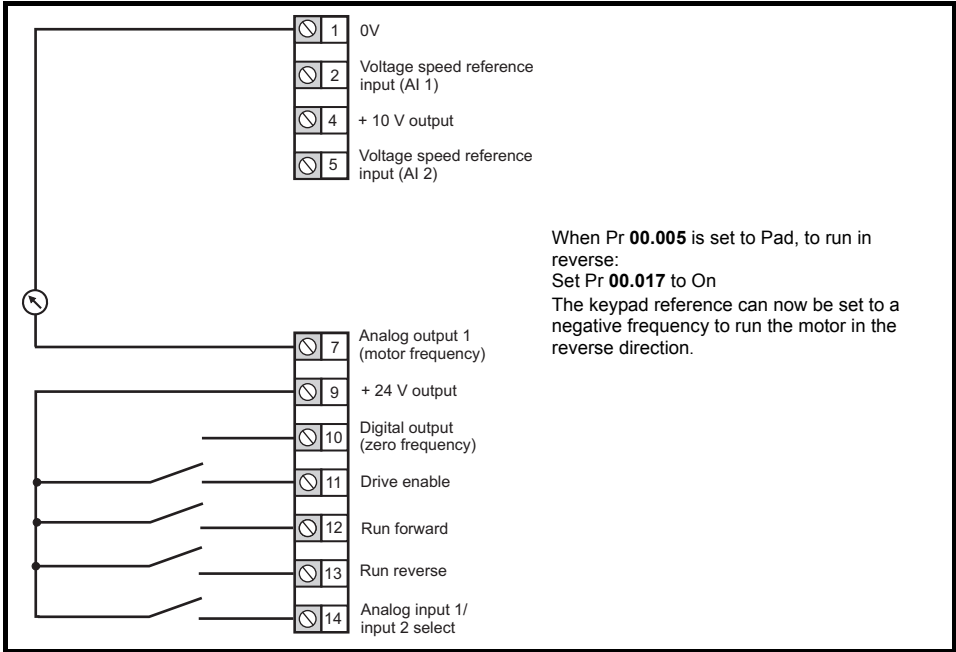 1 0V
2 Voltage speed reference
input (AI 1)
4 + 10 V output
5 Voltage speed reference
input (AI 2)
When Pr 00.005 is set to Pad, to run in
reverse:
Set Pr 00.017 to On
The keypad reference can now be set to a
negative frequency to run the motor in the
reverse direction.
7 Analog output 1
(motor frequency)
9 + 24 V output
10 Digital output
(zero frequency)
11 Drive enable
12 Run forward
13 Run reverse
14 Analog input 1/
input 2 select